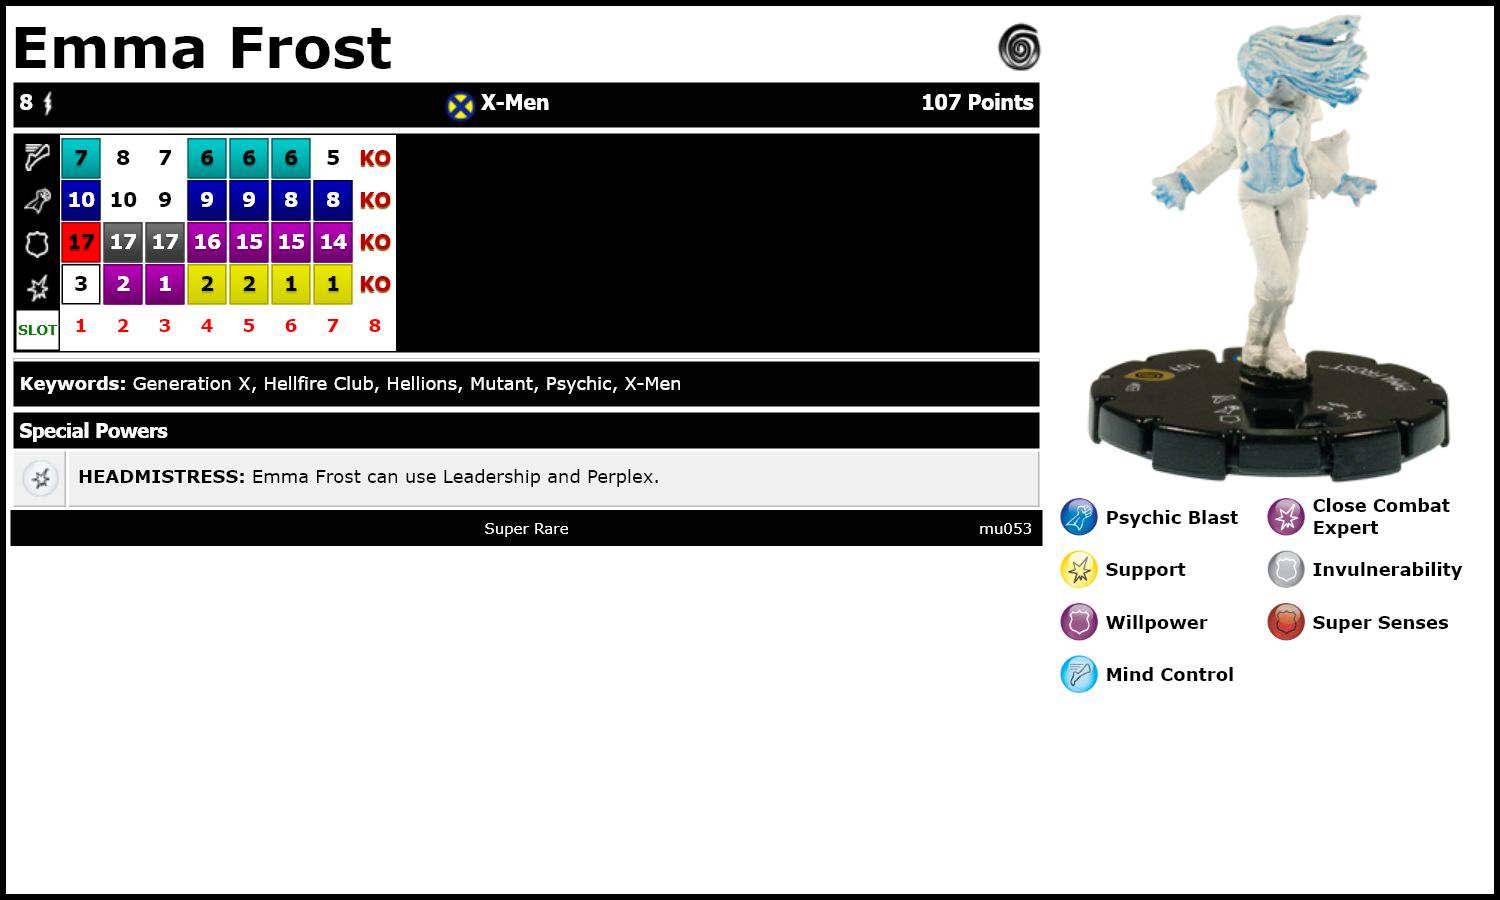 Emma Frost
8 X-Men 107 Points
7 8 7 6 6 6 5 KO
10 10 9 9 9 8 8 KO
17 17 17 16 15 15 14 KO
3 2 1 2 2 1 1 KO
SLOT 1 2 3 4 5 6 7 8
Keywords: Generation X, Hellfire Club, Hellions, Mutant, Psychic, X-Men
Special Powers
HEADMISTRESS: Emma Frost can use Leadership and Perplex.
Super Rare mu053
107
EMMA FROST
8
Psychic Blast
Close Combat
Expert
Support
Invulnerability
Willpower
Super Senses
Mind Control